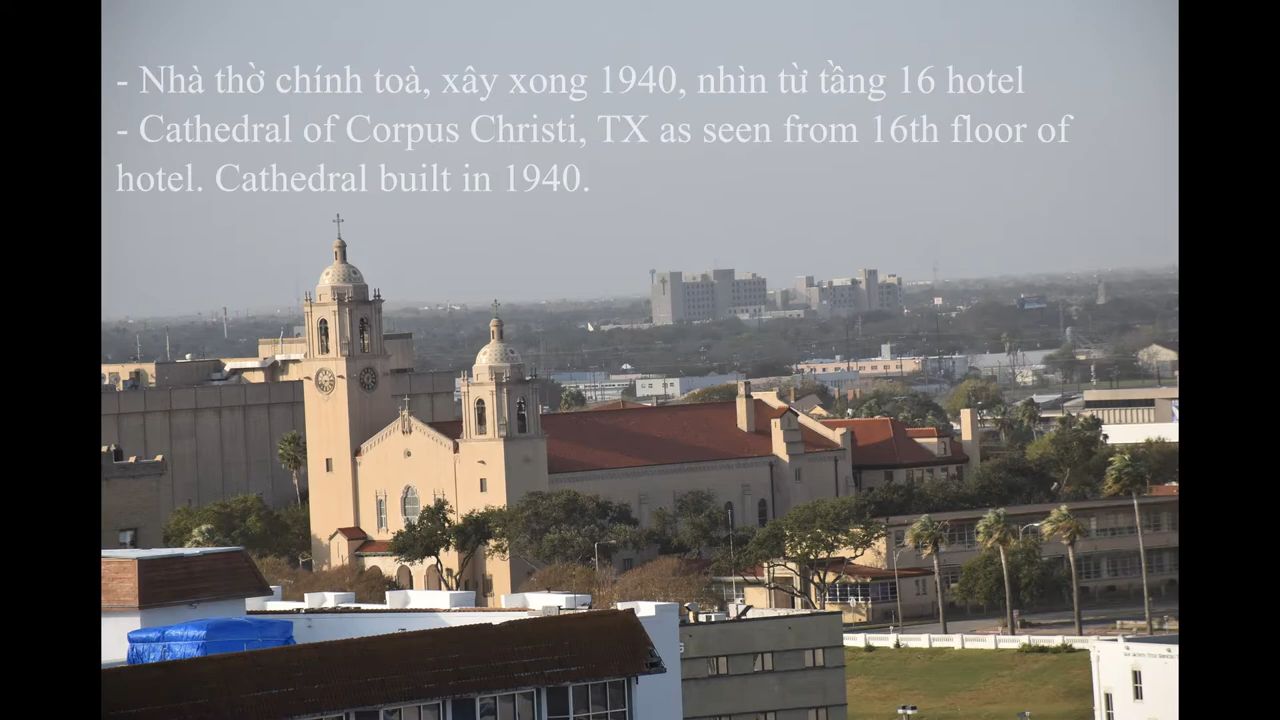 - Nhà thờ chính toà, xây xong 1940, nhìn từ tầng 16 hotel
- Cathedral of Corpus Christi, TX as seen from 16th floor of
hotel. Cathedral built in 1940.